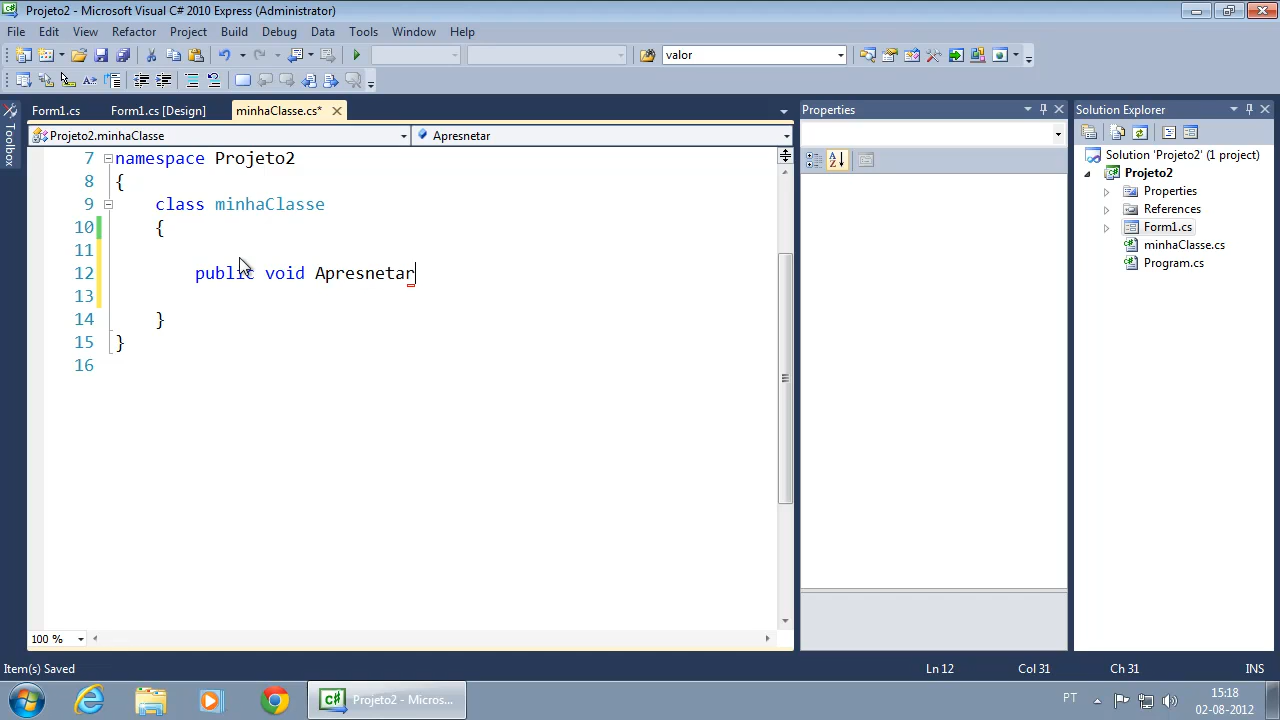 Projeto2 - Microsoft Visual C# 2010 Express (Administrator)
File Edit View Refactor Project Build Debug Data Tools Window Help
valor
Form1.cs Form1.cs [Design] minhaClasse.cs*
Projeto2.minhaClasse Apresnetar
Toolbox
7 namespace Projeto2
8 {
9 class minhaClasse
10 {
11
12 public void Apresnetar
13
14 }
15 }
16
100 %
Properties
Solution Explorer
Solution 'Projeto2' (1 project)
Projeto2
Properties
References
Form1.cs
minhaClasse.cs
Program.cs
Item(s) Saved Ln 12 Col 31 Ch 31 INS
C# Projeto2 - Micros... PT 15:18
02-08-2012